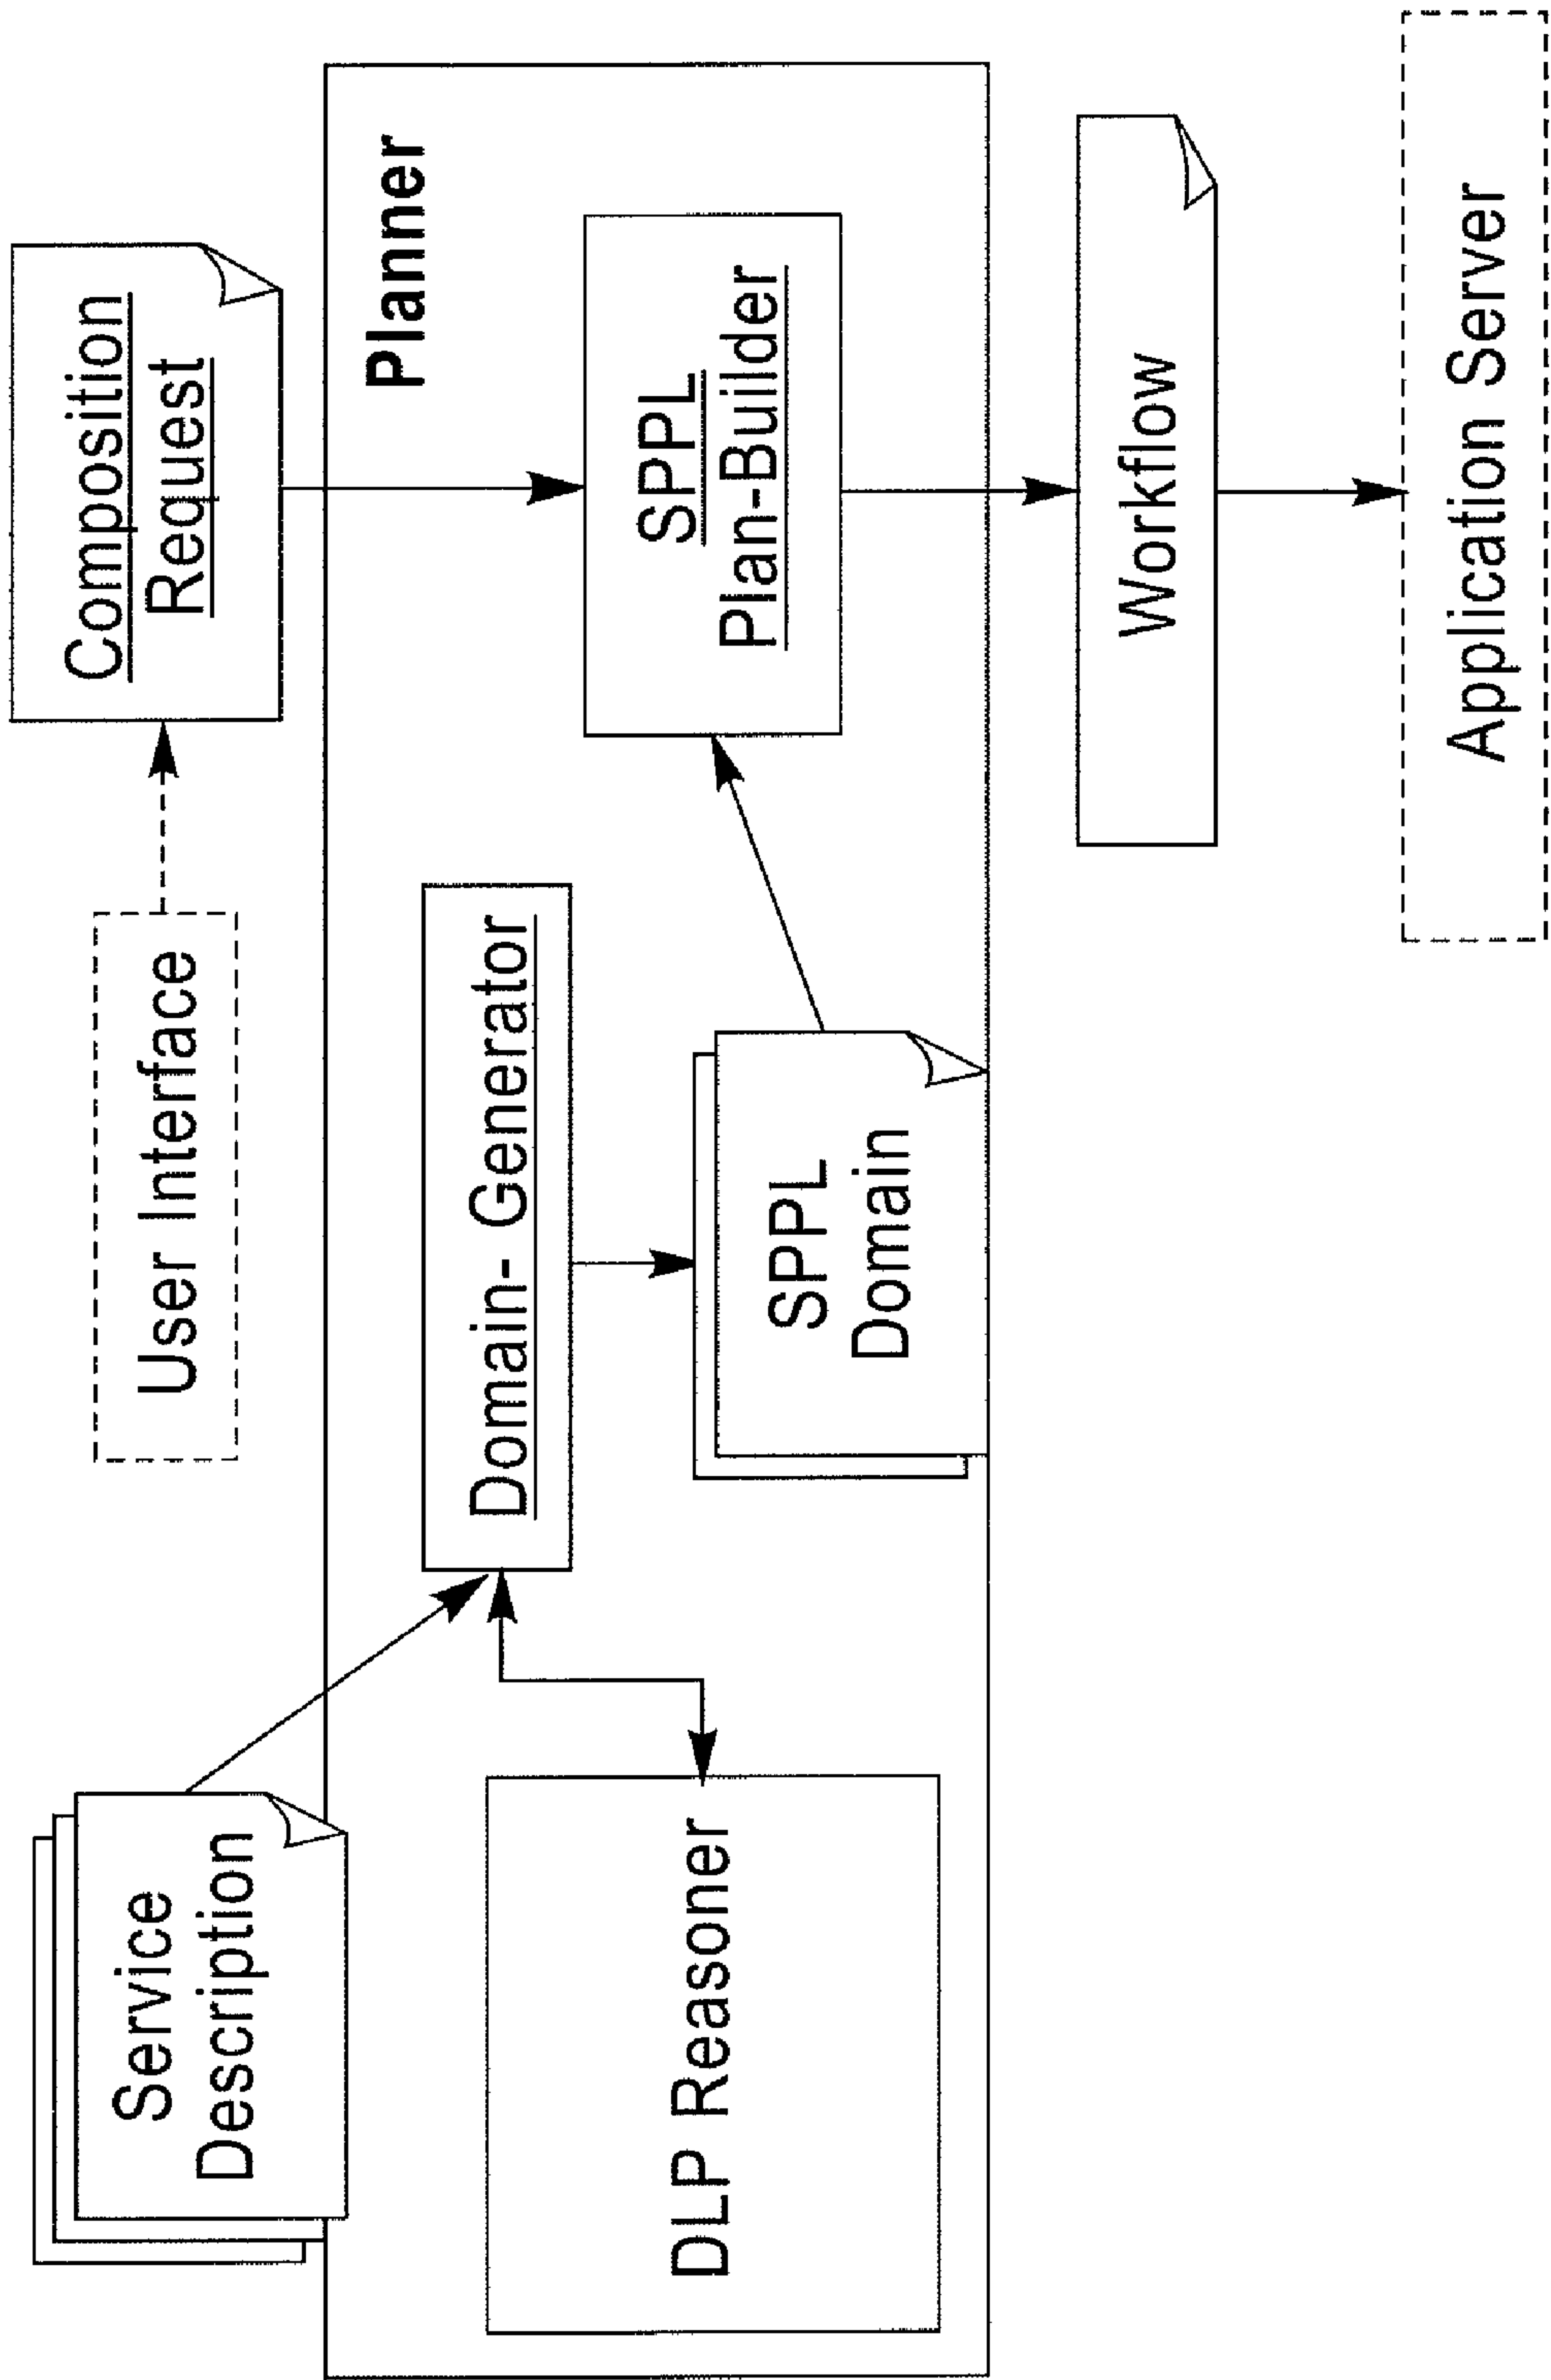 Service
Description
User Interface
Composition
Request
Planner
DLP Reasoner
Domain- Generator
SPPL
Domain
SPPL
Plan-Builder
Workflow
Application Server